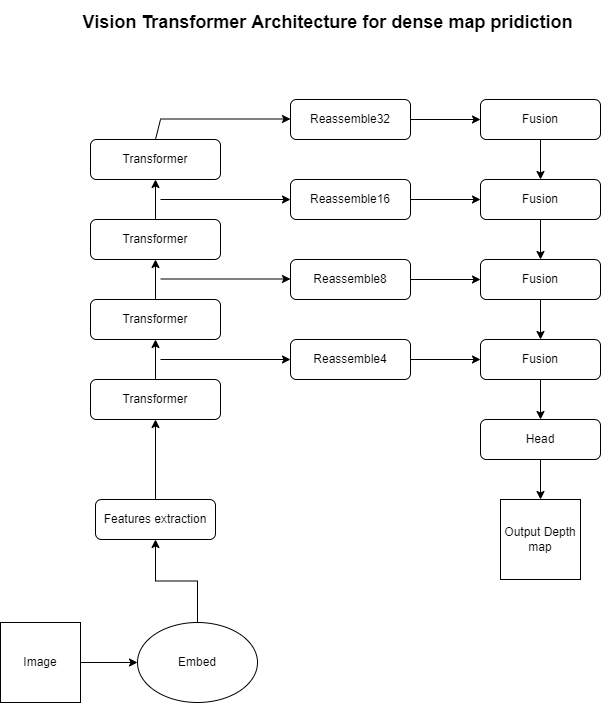 Vision Transformer Architecture for dense map pridiction
Reassemble32
Fusion
Transformer
Reassemble16
Fusion
Transformer
Reassemble8
Fusion
Transformer
Reassemble4
Fusion
Transformer
Head
Features extraction
Output Depth
map
Image
Embed